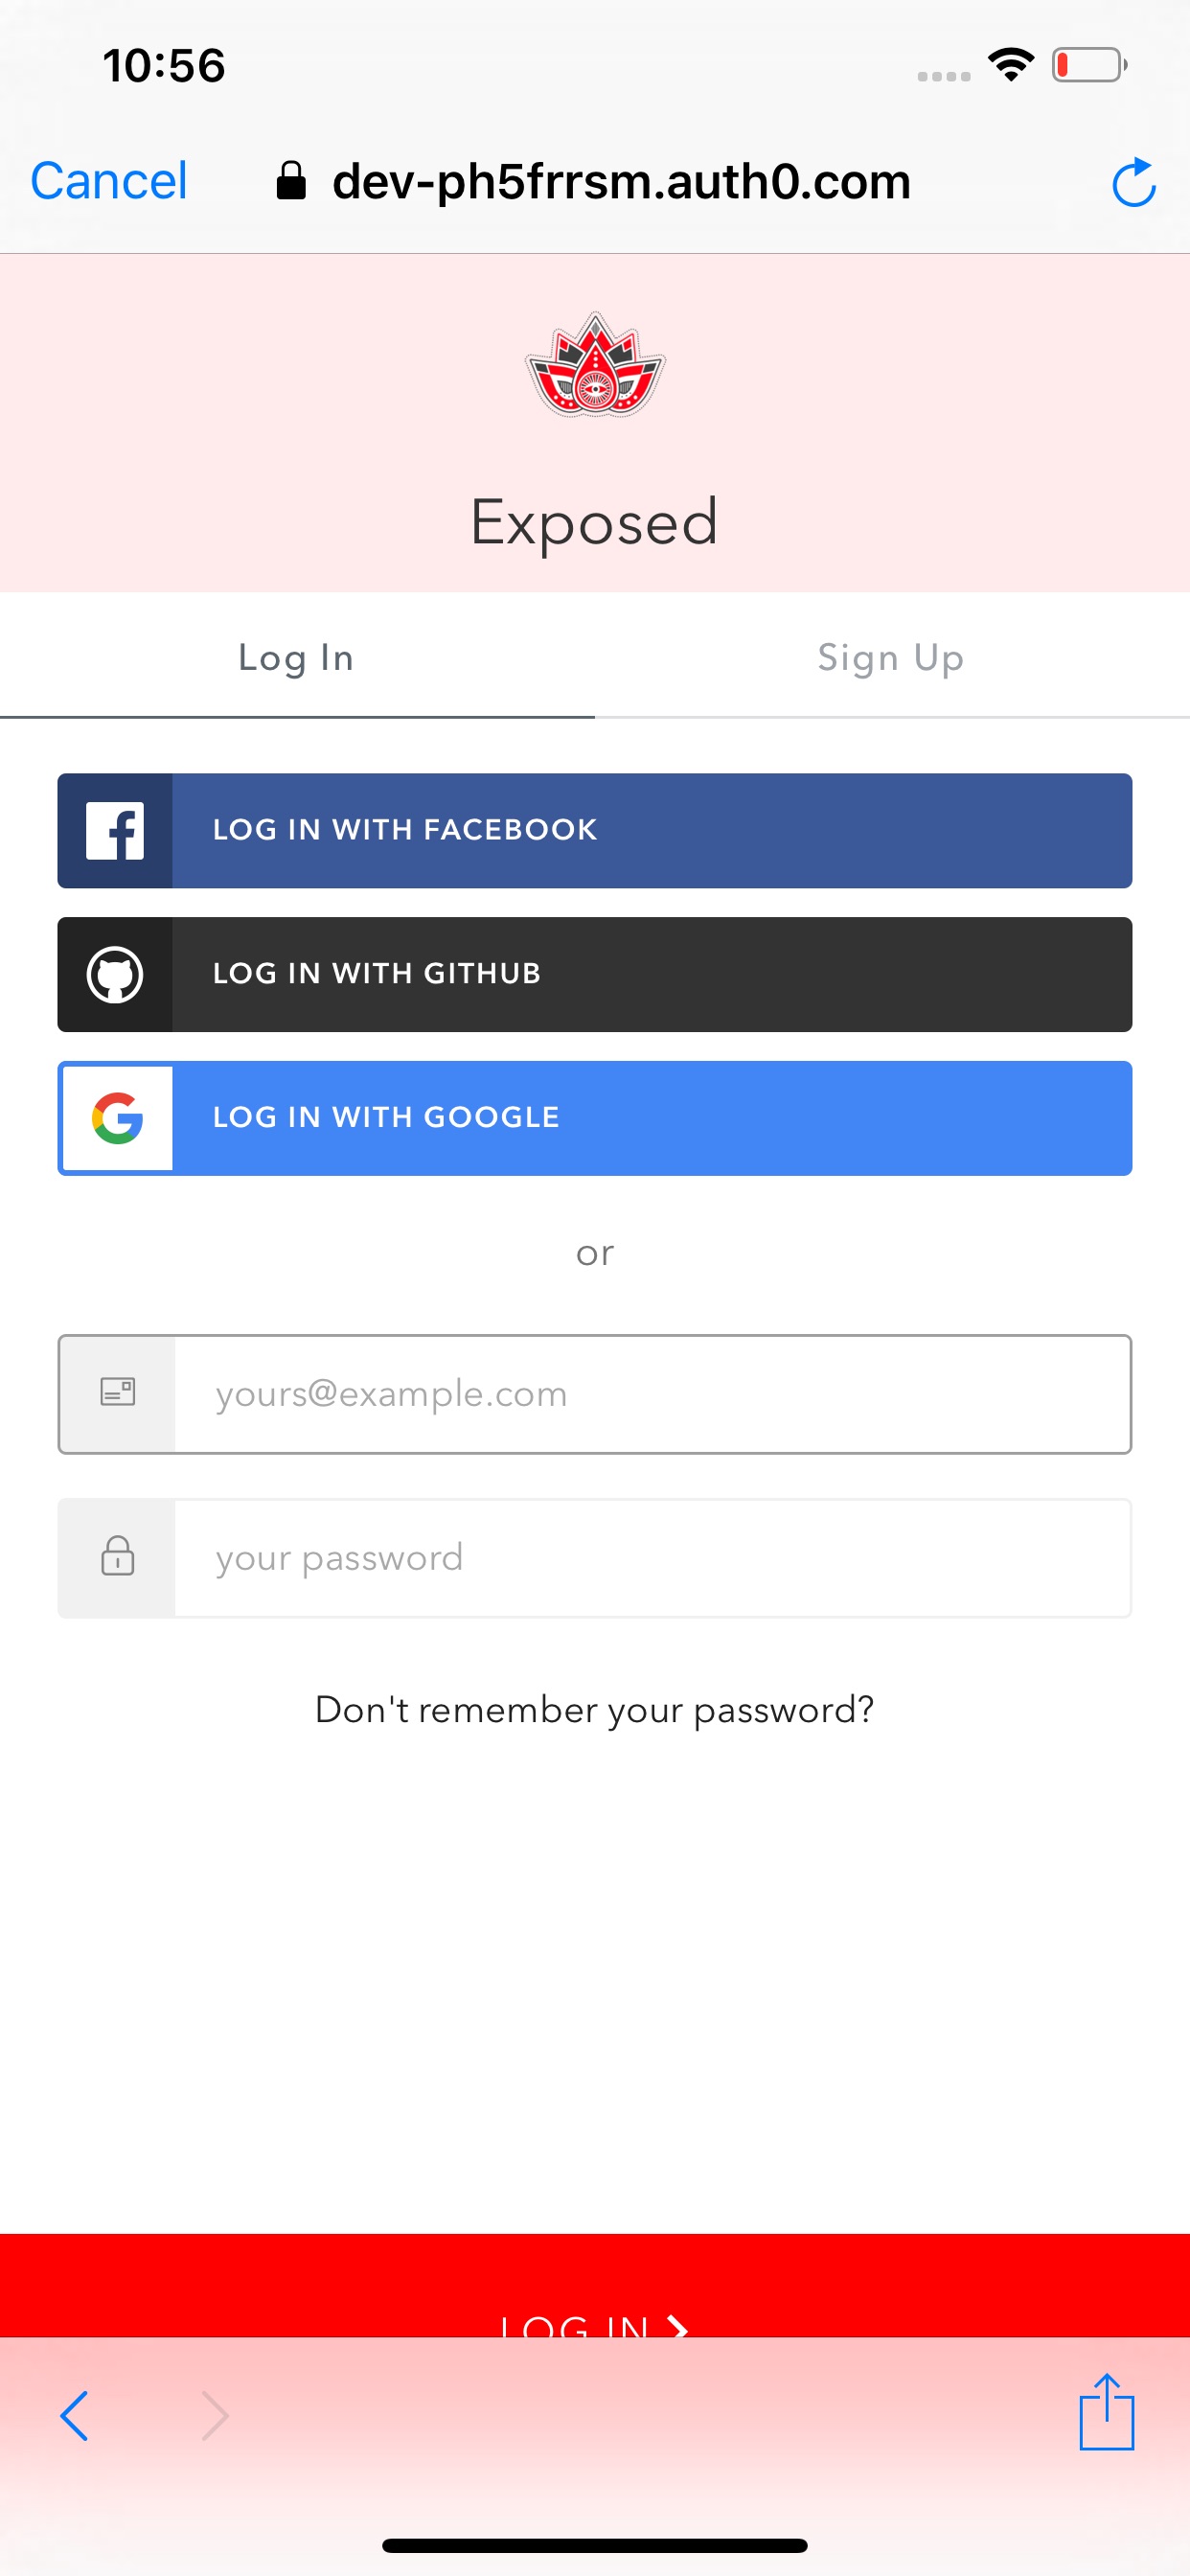 10:56
Cancel dev-ph5frrsm.auth0.com
Exposed
Log In Sign Up
LOG IN WITH FACEBOOK
LOG IN WITH GITHUB
LOG IN WITH GOOGLE
or
yours@example.com
your password
Don't remember your password?
LOG IN